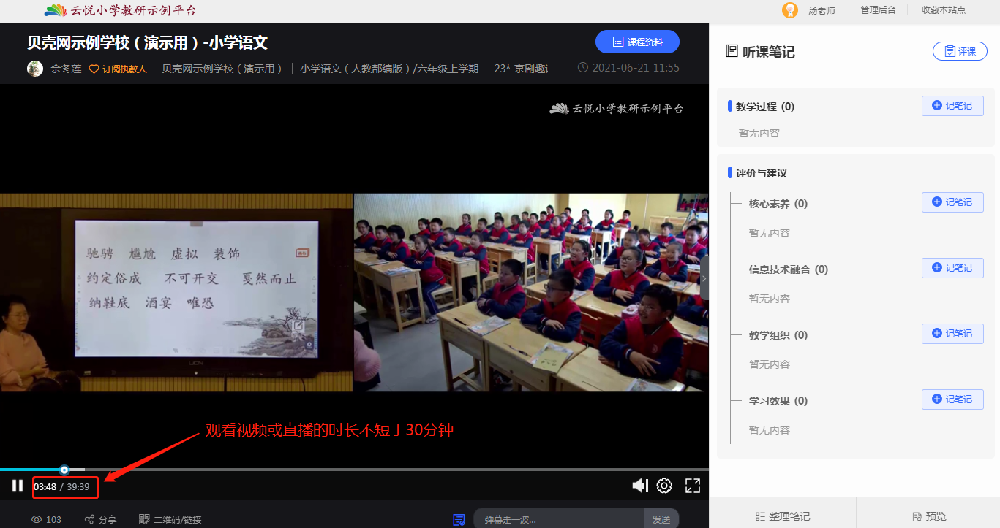 云悦小学教研示例平台
汤老师 管理后台 收藏本站点
贝壳网示例学校（演示用）-小学语文
课程资料
余冬莲 订阅执教人 贝壳网示例学校（演示用） 小学语文（人教部编版）/六年级上学期 23* 京剧趣
2021-06-21 11:55
云悦小学教研示例平台
驰骋 尴尬 虚拟 装饰
约定俗成 不可开交 戛然而止
纳鞋底 酒宴 唯恐
UCN
观看视频或直播的时长不短于30分钟
03:48 / 39:39
103 分享 二维码/链接
弹幕走一波... 发送
听课笔记
评课
教学过程 (0)
记笔记
暂无内容
评价与建议
核心素养 (0)
记笔记
暂无内容
信息技术融合 (0)
记笔记
暂无内容
教学组织 (0)
记笔记
暂无内容
学习效果 (0)
记笔记
暂无内容
整理笔记 预览